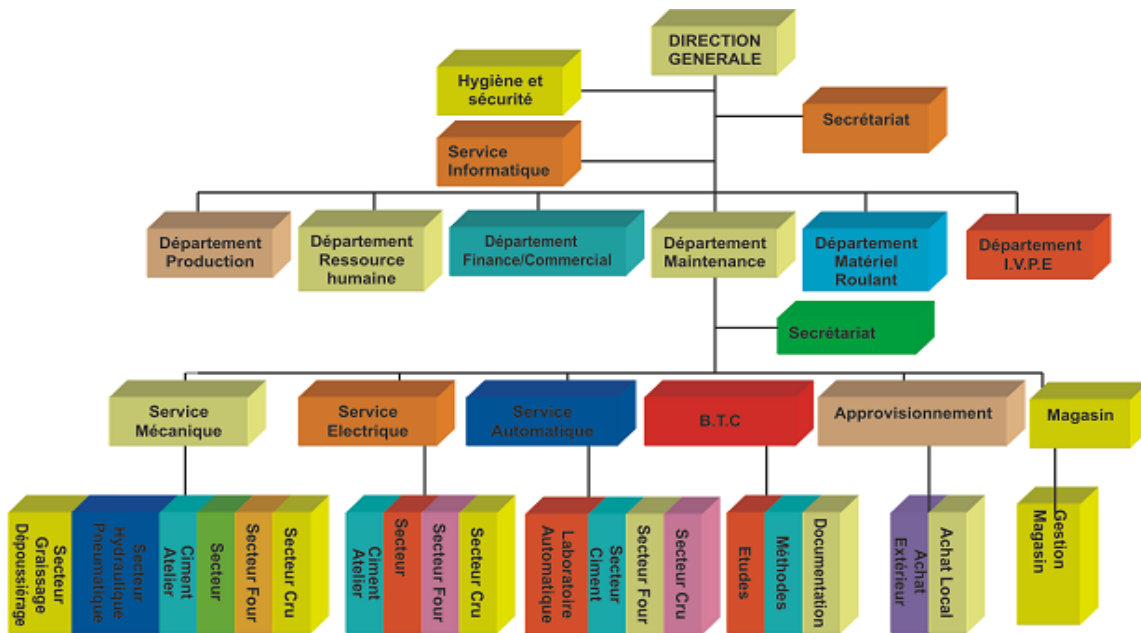 DIRECTION
GENERALE
Hygiène et
sécurité
Secrétariat
Service
Informatique
Département
Production
Département
Ressource
humaine
Département
Finance/Commercial
Département
Maintenance
Département
Matériel
Roulant
Département
I.V.P.E
Secrétariat
Service
Mécanique
Service
Electrique
Service
Automatique
B.T.C
Approvisionnement
Magasin
Secteur
Graissage
Dépoussiérage
Secteur
Hydraulique
Pneumatique
Ciment
Atelier
Secteur
Secteur Four
Secteur Cru
Ciment
Atelier
Secteur
Secteur Four
Secteur Cru
Laboratoire
Automatique
Secteur
Ciment
Secteur Four
Secteur Cru
Etudes
Méthodes
Documentation
Achat
Extérieur
Achat Local
Gestion
Magasin